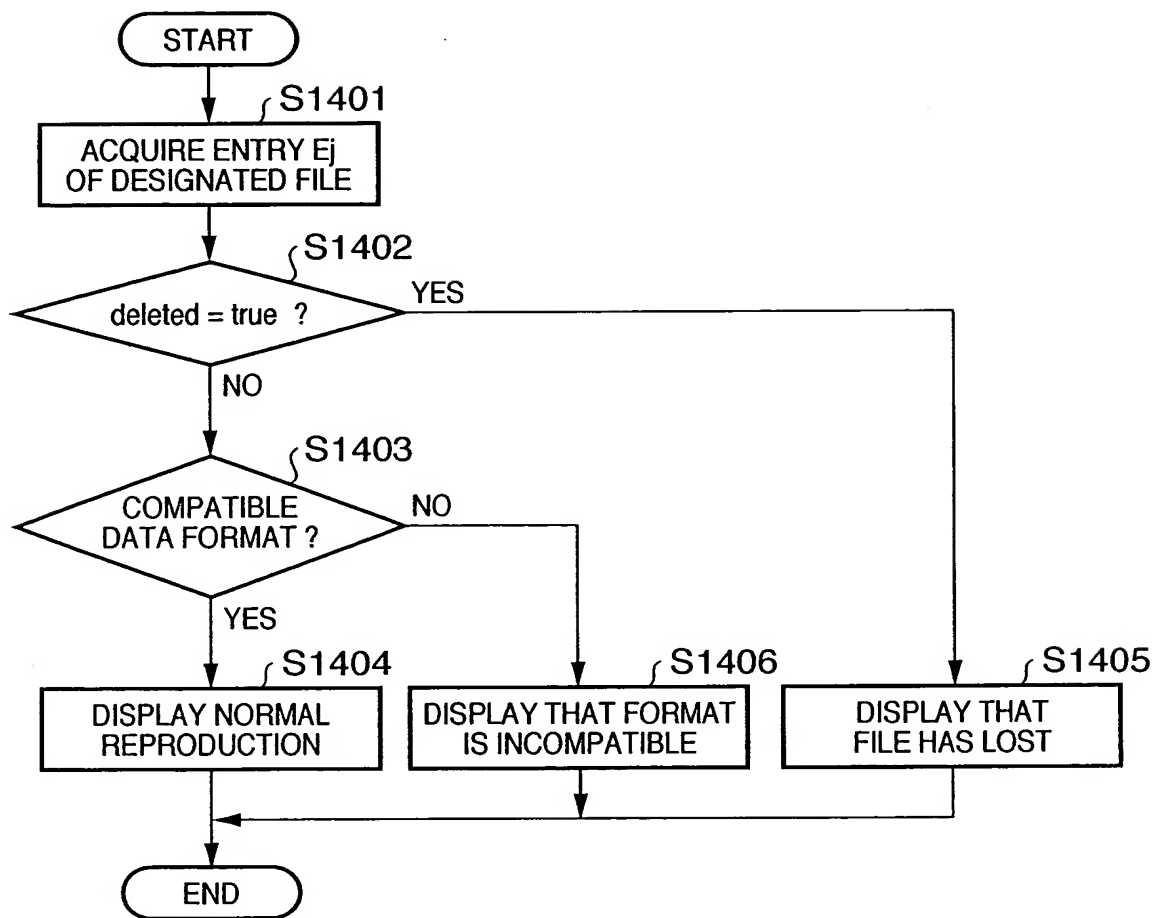 START
S1401
ACQUIRE ENTRY Ej
OF DESIGNATED FILE
S1402
deleted = true ?
YES
NO
S1403
COMPATIBLE
DATA FORMAT ?
NO
YES
S1404
DISPLAY NORMAL
REPRODUCTION
S1406
DISPLAY THAT FORMAT
IS INCOMPATIBLE
S1405
DISPLAY THAT
FILE HAS LOST
END